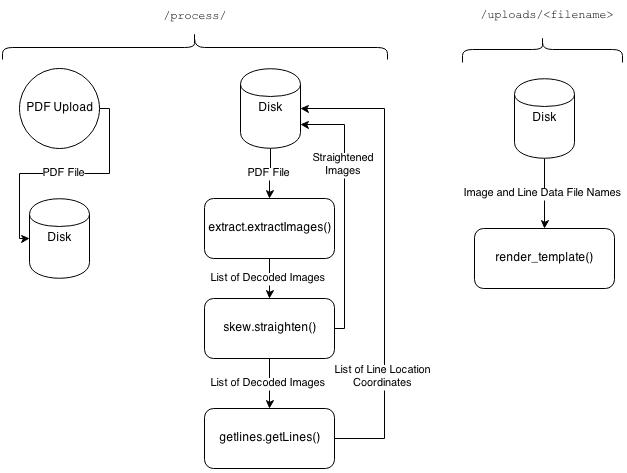 /process/
/uploads/<filename>
PDF Upload
PDF File
Disk
Disk
PDF File
extract.extractImages()
List of Decoded Images
skew.straighten()
List of Decoded Images
getlines.getLines()
Straightened
Images
List of Line Location
Coordinates
Disk
Image and Line Data File Names
render_template()